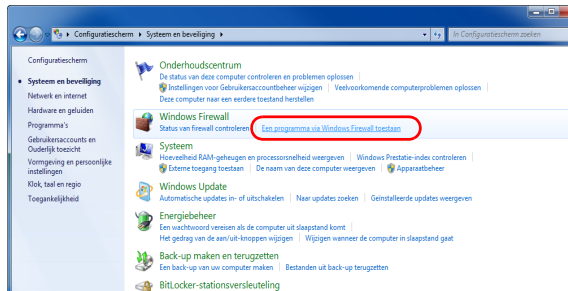 Configuratiescherm ▸ Systeem en beveiliging ▸
In Configuratiescherm zoeken
Configuratiescherm
Systeem en beveiliging
Netwerk en internet
Hardware en geluiden
Programma's
Gebruikersaccounts en
Ouderlijk toezicht
Vormgeving en persoonlijke
instellingen
Klok, taal en regio
Toegankelijkheid
Onderhoudscentrum
De status van deze computer controleren en problemen oplossen
Instellingen voor Gebruikersaccountbeheer wijzigen
Veelvoorkomende computerproblemen oplossen
Deze computer naar een eerdere toestand herstellen
Windows Firewall
Status van firewall controleren
Een programma via Windows Firewall toestaan
Systeem
Hoeveelheid RAM-geheugen en processorsnelheid weergeven
Windows Prestatie-index controleren
Externe toegang toestaan
De naam van deze computer weergeven
Apparaatbeheer
Windows Update
Automatische updates in- of uitschakelen
Naar updates zoeken
Geïnstalleerde updates weergeven
Energiebeheer
Een wachtwoord vereisen als de computer uit slaapstand komt
Het gedrag van de aan/uit-knoppen wijzigen
Wijzigen wanneer de computer in slaapstand gaat
Back-up maken en terugzetten
Een back-up van uw computer maken
Bestanden uit back-up terugzetten
BitLocker-stationsversleuteling